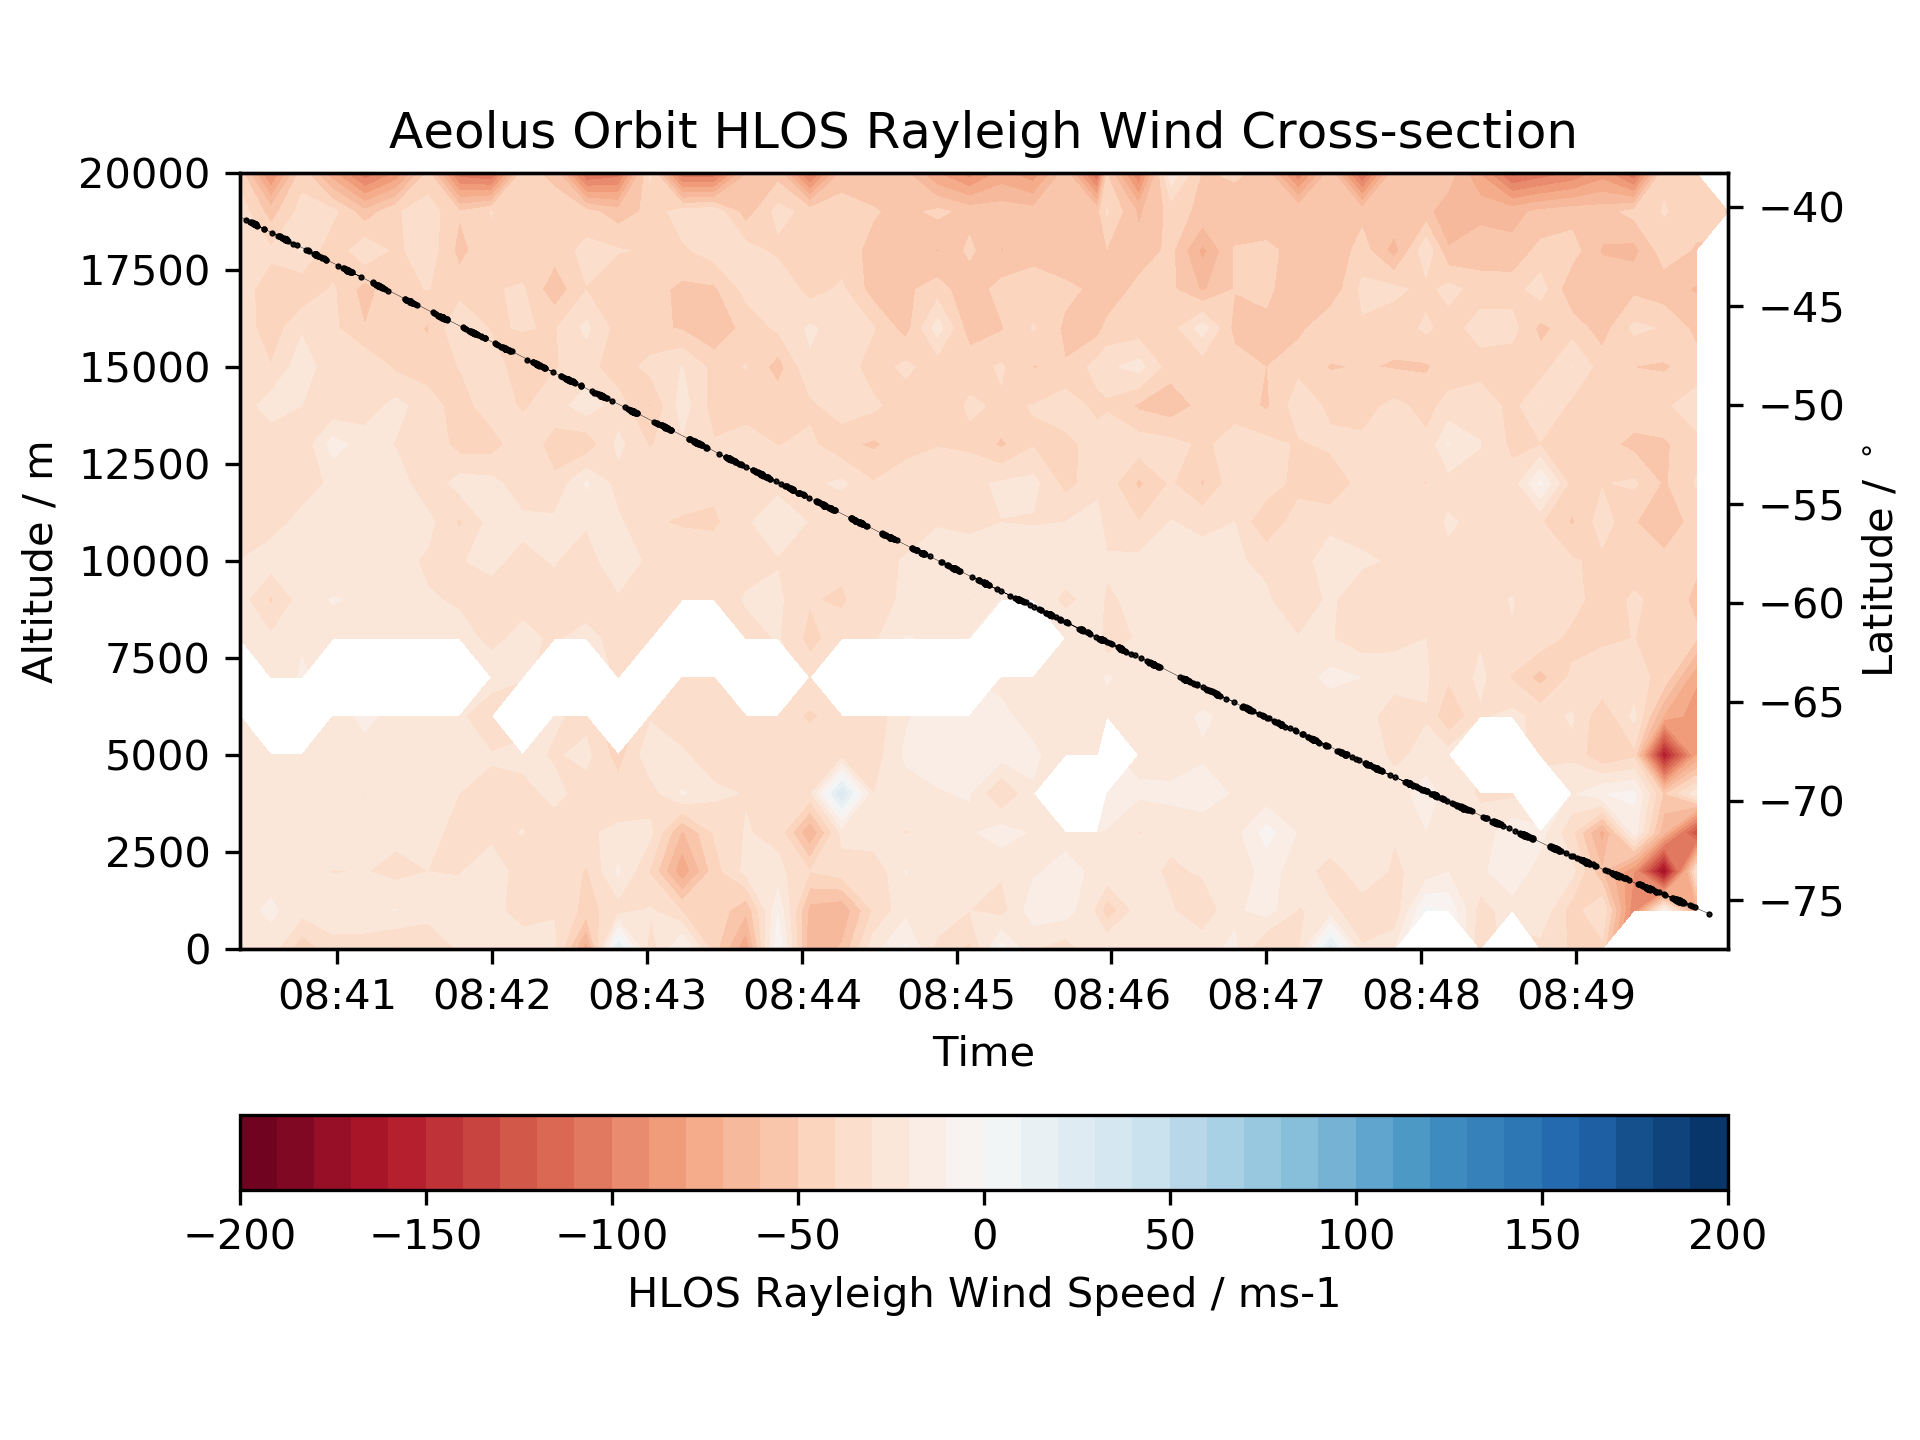 Aeolus Orbit HLOS Rayleigh Wind Cross-section
20000
17500
15000
12500
10000
7500
5000
2500
0
Altitude / m
−40
−45
−50
−55
−60
−65
−70
−75
Latitude / °
08:41 08:42 08:43 08:44 08:45 08:46 08:47 08:48 08:49
Time
−200 −150 −100 −50 0 50 100 150 200
HLOS Rayleigh Wind Speed / ms-1